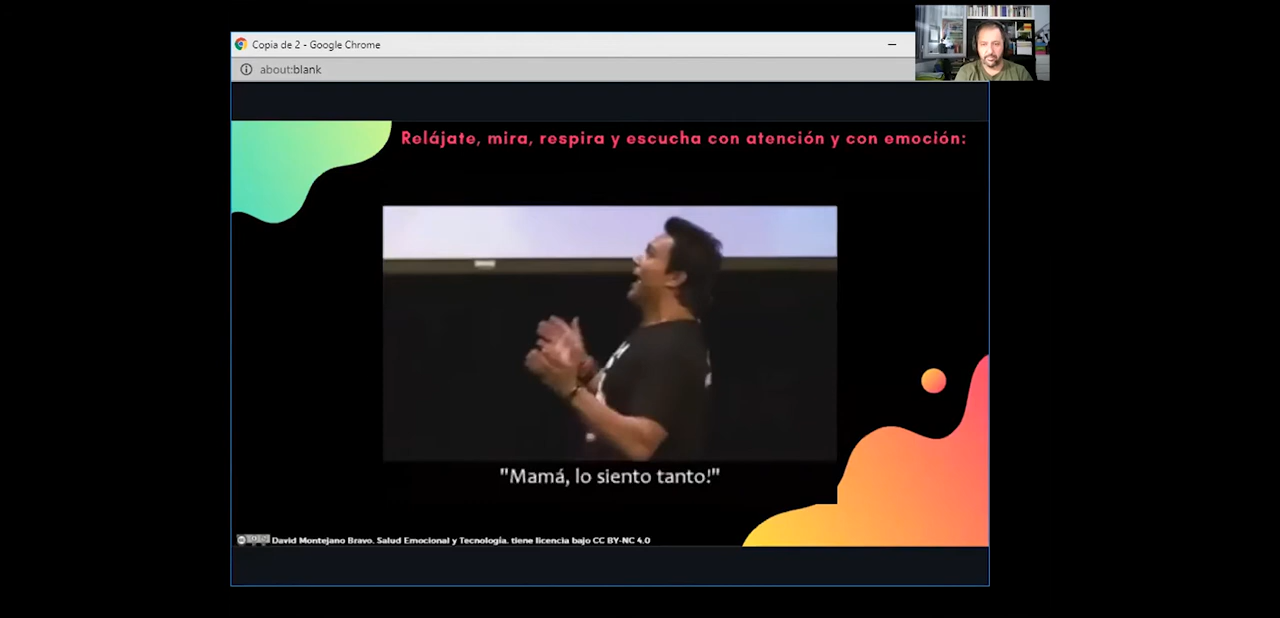 Copia de 2 - Google Chrome
about:blank
Relájate, mira, respira y escucha con atención y con emoción:
"Mamá, lo siento tanto!"
David Montejano Bravo. Salud Emocional y Tecnología. tiene licencia bajo CC BY-NC 4.0